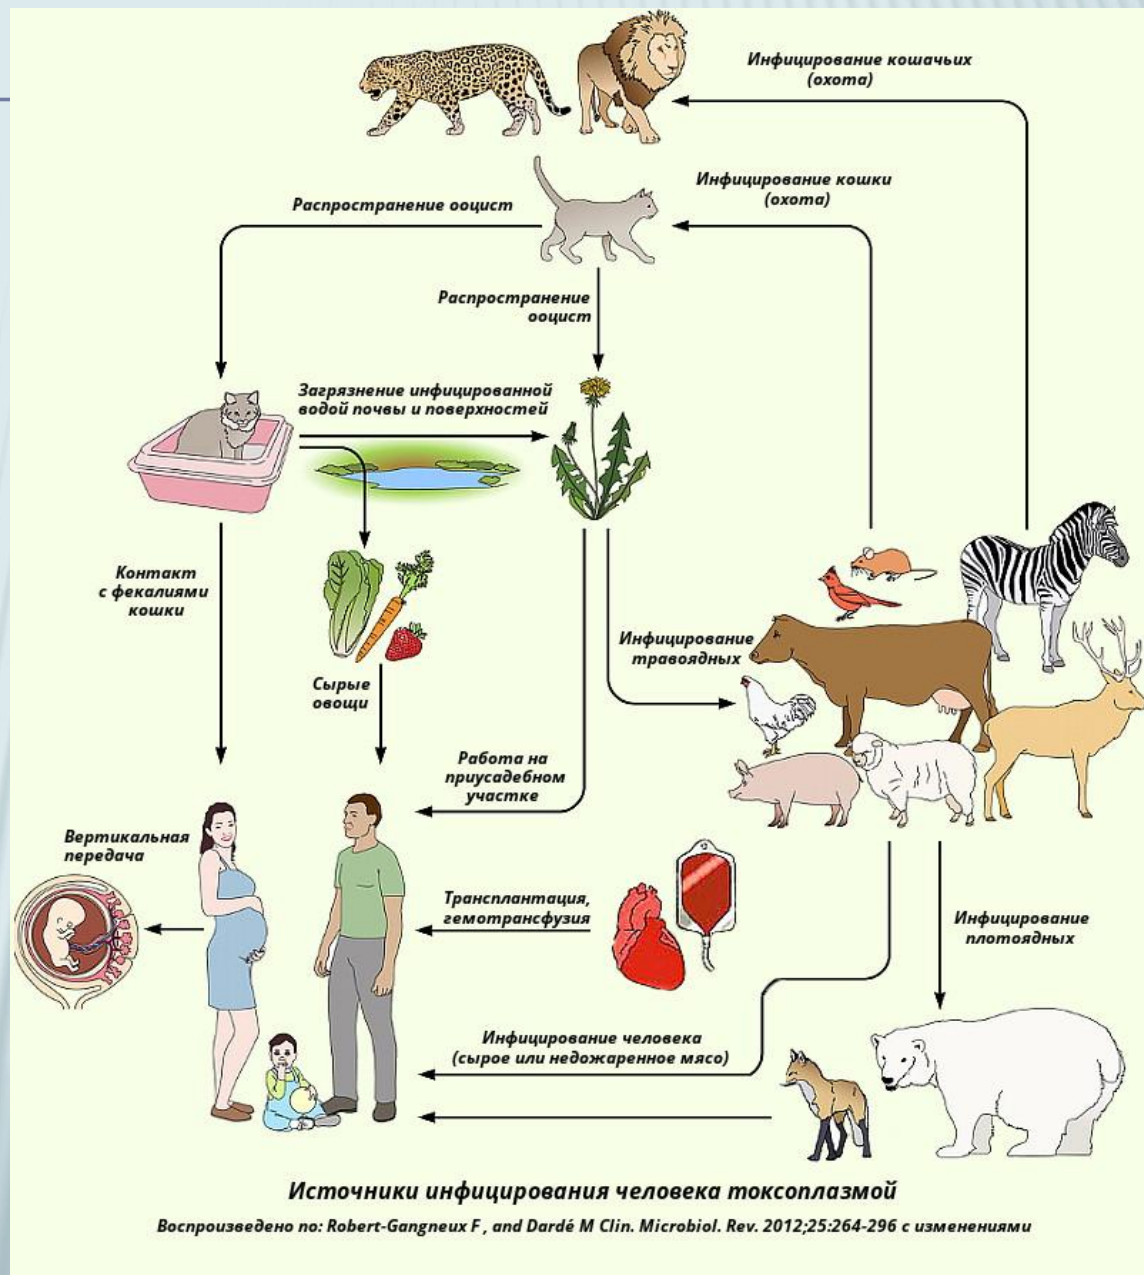 Инфицирование кошачьих
(охота)
Инфицирование кошки
(охота)
Распространение ооцист
Распространение
ооцист
Загрязнение инфицированной
водой почвы и поверхностей
Контакт
с фекалиями
кошки
Инфицирование
травоядных
Сырые
овощи
Работа на
приусадебном
участке
Вертикальная
передача
Трансплантация,
гемотрансфузия
Инфицирование
плотоядных
Инфицирование человека
(сырое или недожаренное мясо)
Источники инфицирования человека токсоплазмой
Воспроизведено по: Robert-Gangneux F , and Dardé M Clin. Microbiol. Rev. 2012;25:264-296 с изменениями